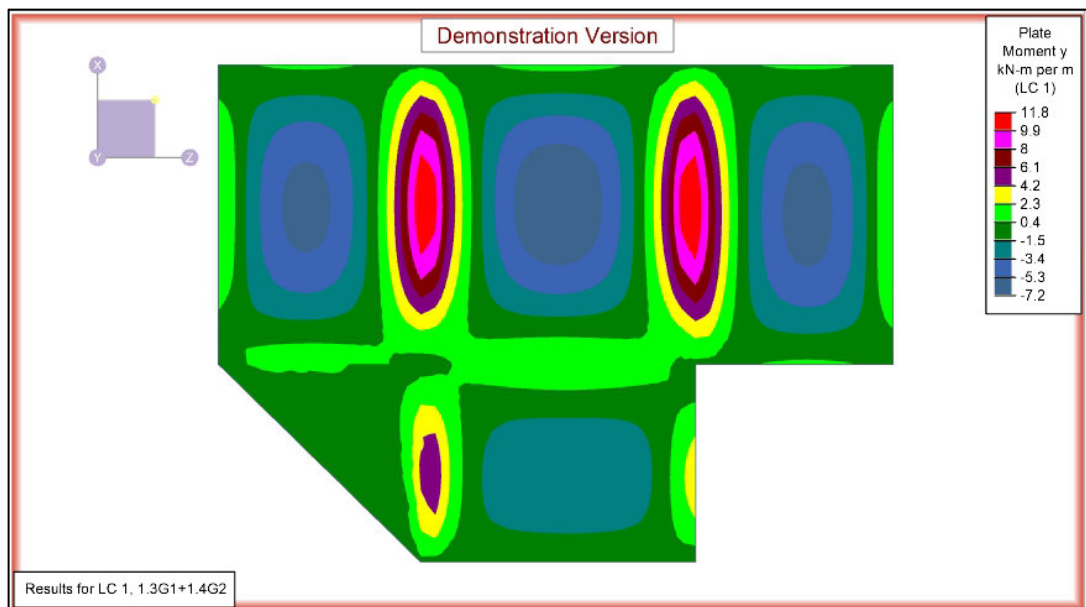 Demonstration Version
Plate
Moment y
kN-m per m
(LC 1)
11.8
9.9
8
6.1
4.2
2.3
0.4
-1.5
-3.4
-5.3
-7.2
X
Y
Z
Results for LC 1, 1.3G1+1.4G2